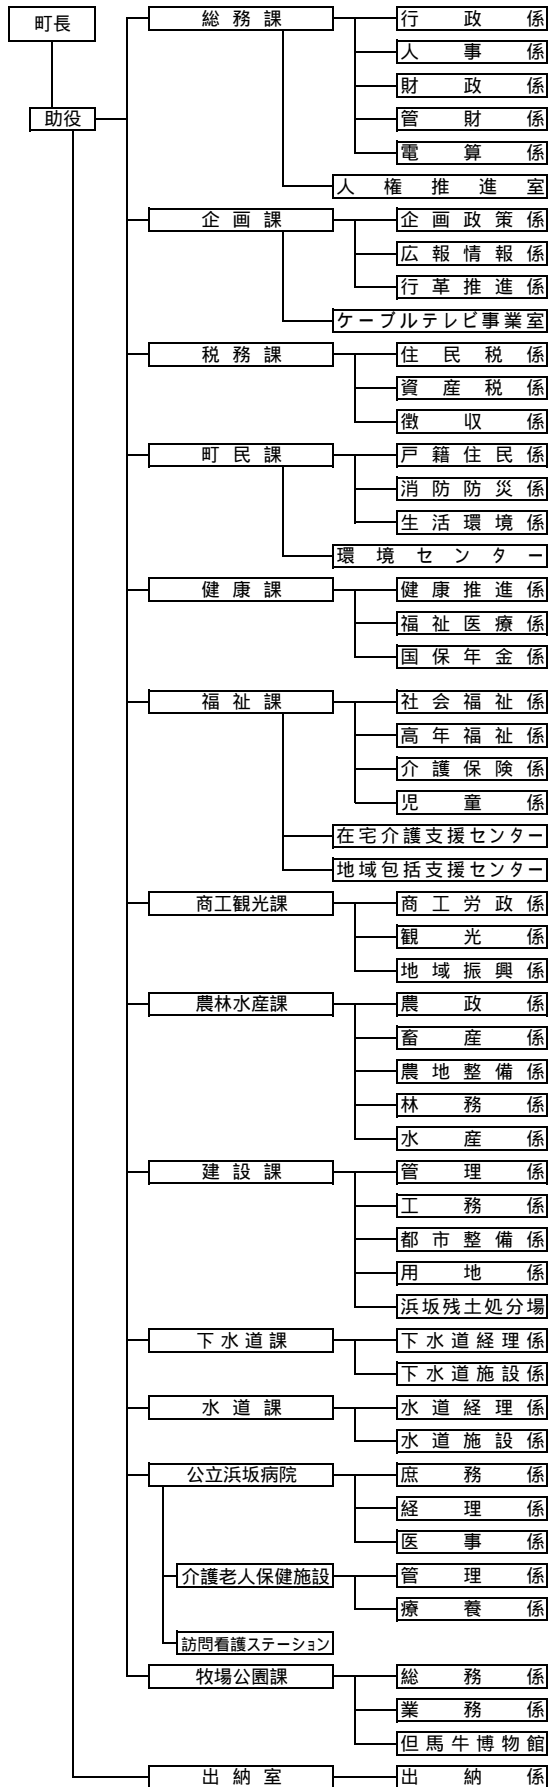 町長
助役
総務課
行政係
人事係
財政係
管財係
電算係
人権推進室
企画課
企画政策係
広報情報係
行革推進係
ケーブルテレビ事業室
税務課
住民税係
資産税係
徴収係
町民課
戸籍住民係
消防防災係
生活環境係
環境センター
健康課
健康推進係
福祉医療係
国保年金係
福祉課
社会福祉係
高年福祉係
介護保険係
児童係
在宅介護支援センター
地域包括支援センター
商工観光課
商工労政係
観光係
地域振興係
農林水産課
農政係
畜産係
農地整備係
林務係
水産係
建設課
管理係
工務係
都市整備係
用地係
浜坂残土処分場
下水道課
下水道経理係
下水道施設係
水道課
水道経理係
水道施設係
公立浜坂病院
庶務係
経理係
医事係
介護老人保健施設
管理係
療養係
訪問看護ステーション
牧場公園課
総務係
業務係
但馬牛博物館
出納室
出納係